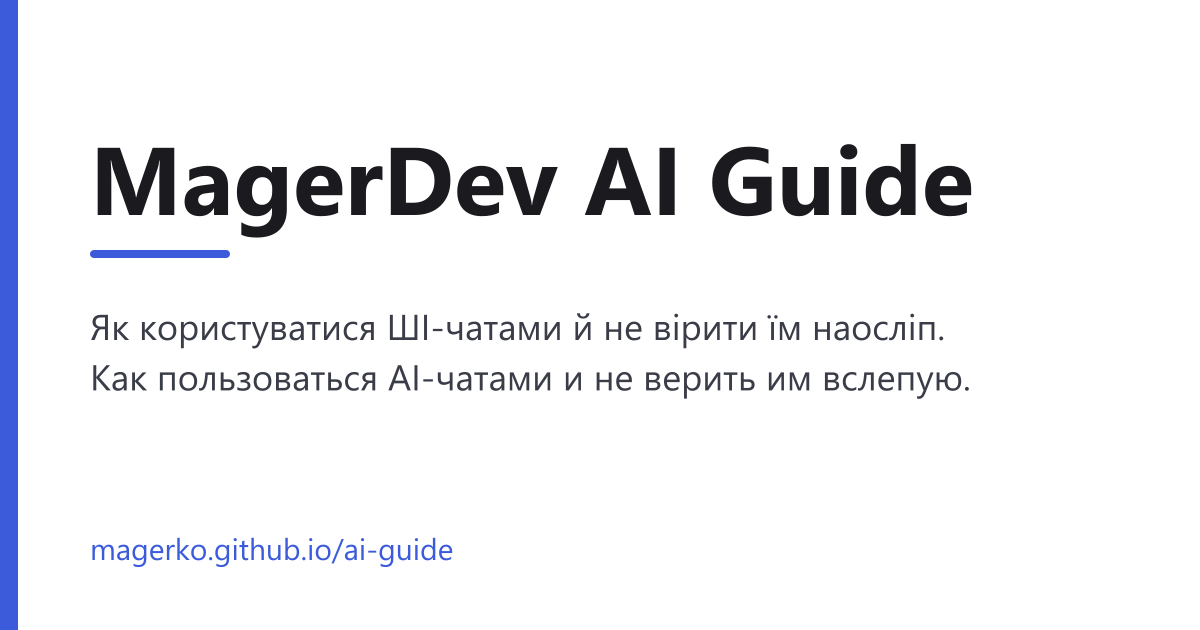 MagerDev AI Guide
Як користуватися ШІ-чатами й не вірити їм наосліп.
Как пользоваться AI-чатами и не верить им вслепую.
magerko.github.io/ai-guide